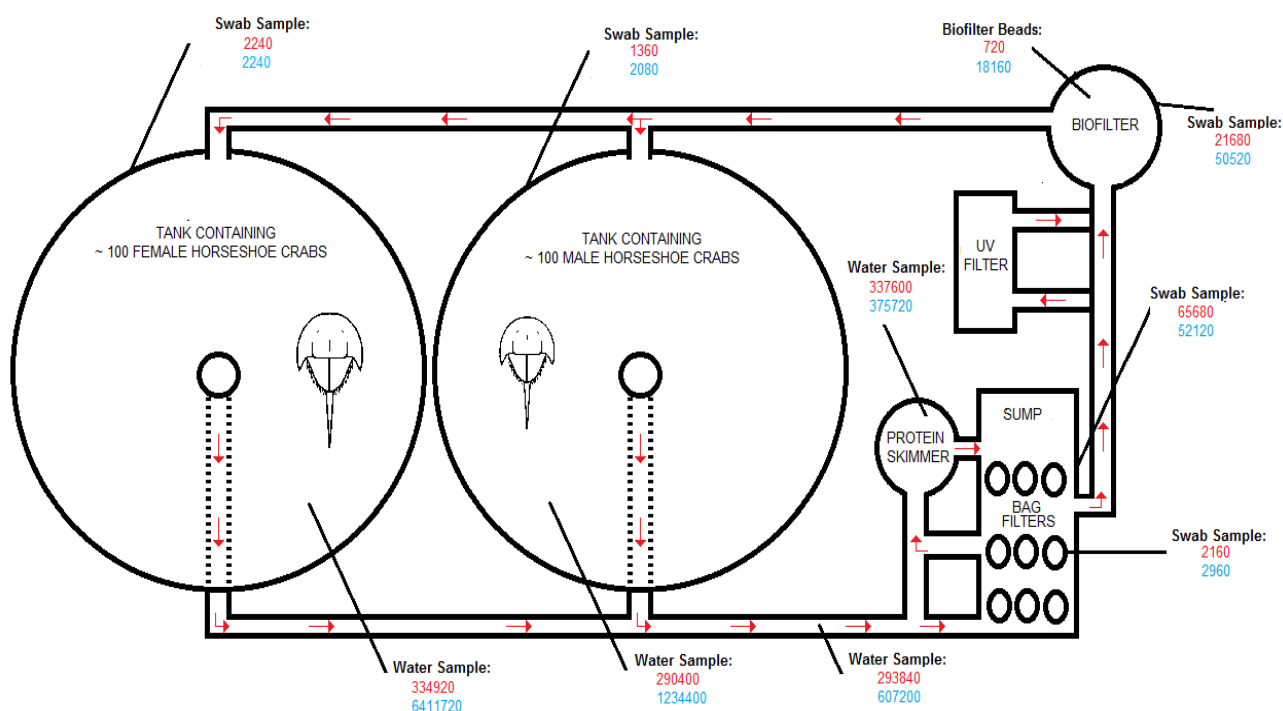 Swab Sample:
2240
2240
Swab Sample:
1360
2080
Biofilter Beads:
720
18160
BIOFILTER
Swab Sample:
21680
50520
TANK CONTAINING
~ 100 FEMALE HORSESHOE CRABS
TANK CONTAINING
~ 100 MALE HORSESHOE CRABS
UV
FILTER
Water Sample:
337600
375720
Swab Sample:
65680
52120
PROTEIN
SKIMMER
SUMP
BAG
FILTERS
Swab Sample:
2160
2960
Water Sample:
334920
6411720
Water Sample:
290400
1234400
Water Sample:
293840
607200